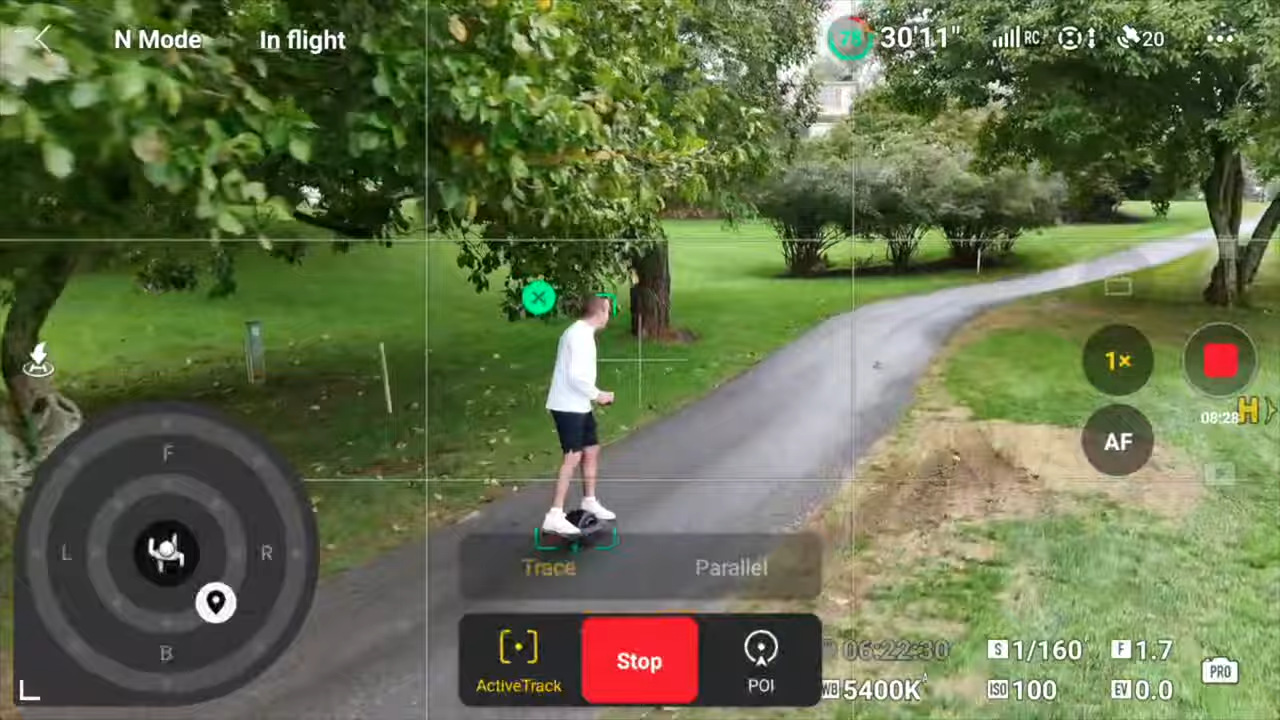 N Mode In flight 78 30'11" RC 20
1×
08:28 H
AF
F
L R
B
Trace Parallel
ActiveTrack Stop POI
06:22:30 S 1/160 F 1.7
WB 5400K A ISO 100 EV 0.0
PRO